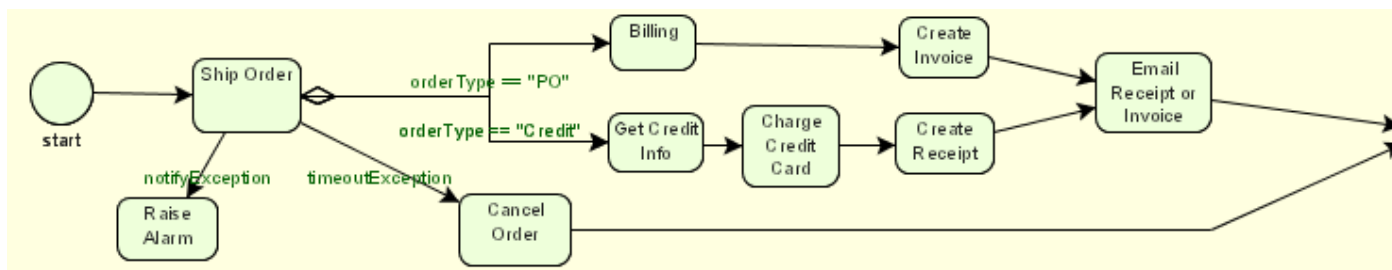 start
Ship Order
orderType == "PO"
orderType == "Credit"
notifyException
timeoutException
Raise
Alarm
Billing
Create
Invoice
Get Credit
Info
Charge
Credit
Card
Create
Receipt
Email
Receipt or
Invoice
Cancel
Order